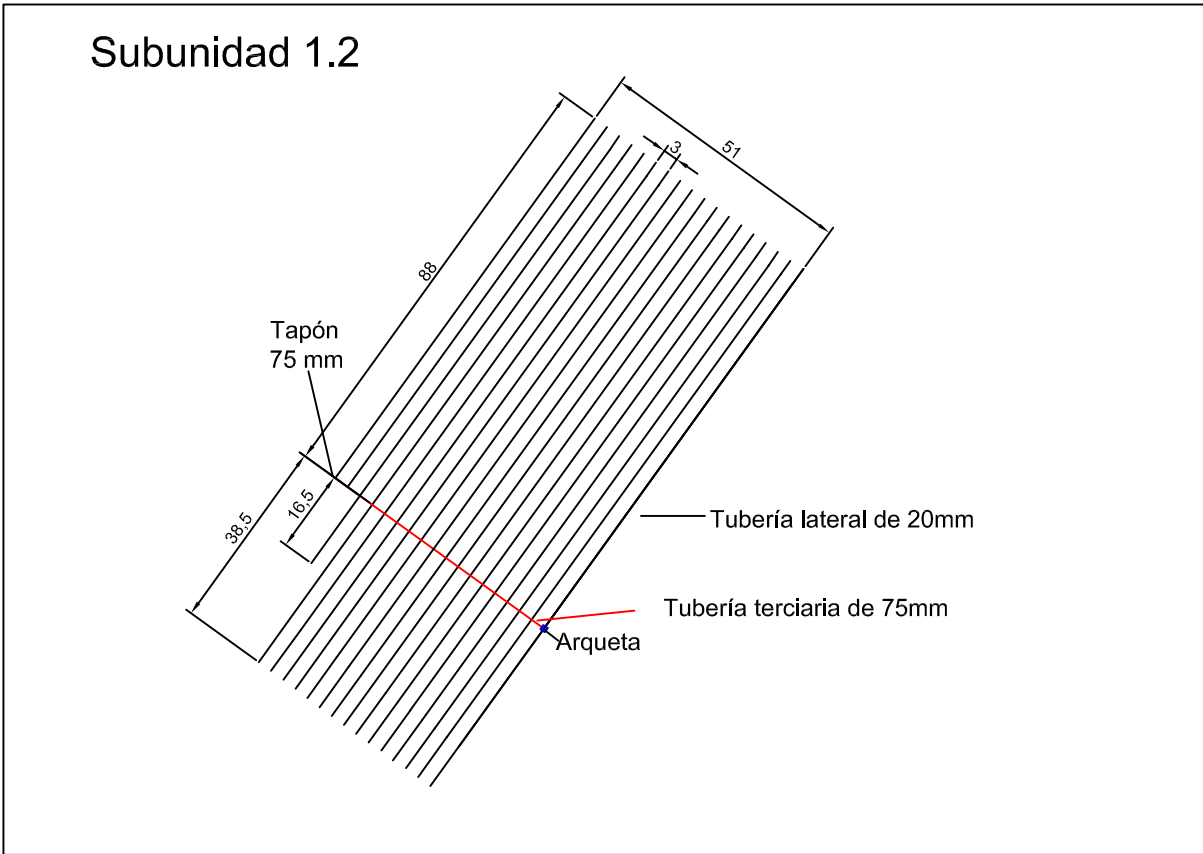 Subunidad 1.2
51
3
88
Tapón
75 mm
16,5
38,5
Tubería lateral de 20mm
Tubería terciaria de 75mm
Arqueta